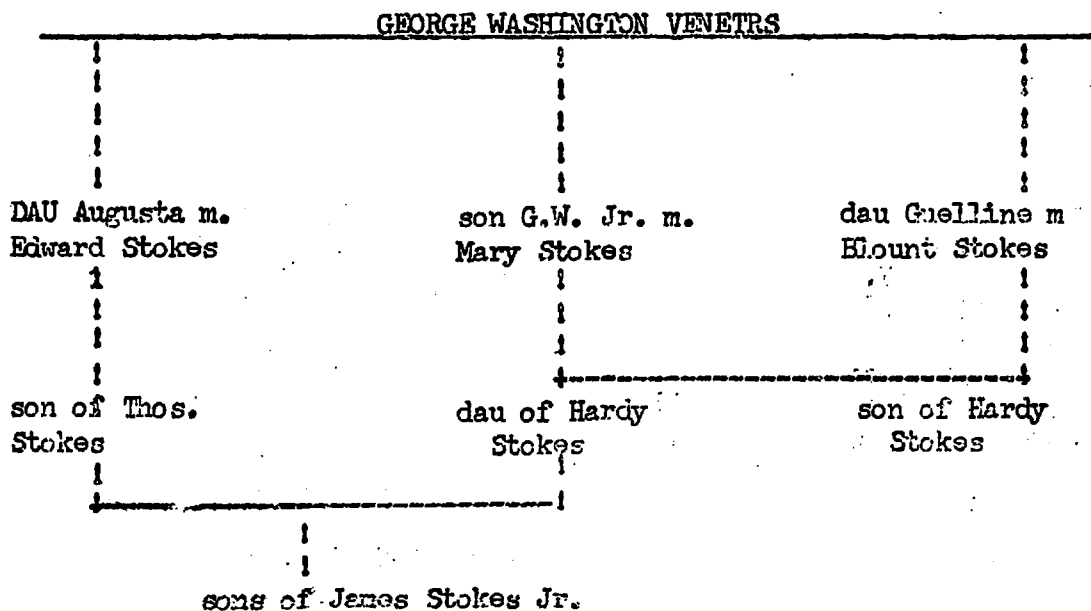 GEORGE WASHINGTON VENETRS
DAU Augusta m.
Edward Stokes
son G.W. Jr. m.
Mary Stokes
dau Guelline m
Blount Stokes
son of Thos.
Stokes
dau of Hardy
Stokes
son of Hardy
Stokes
sons of James Stokes Jr.